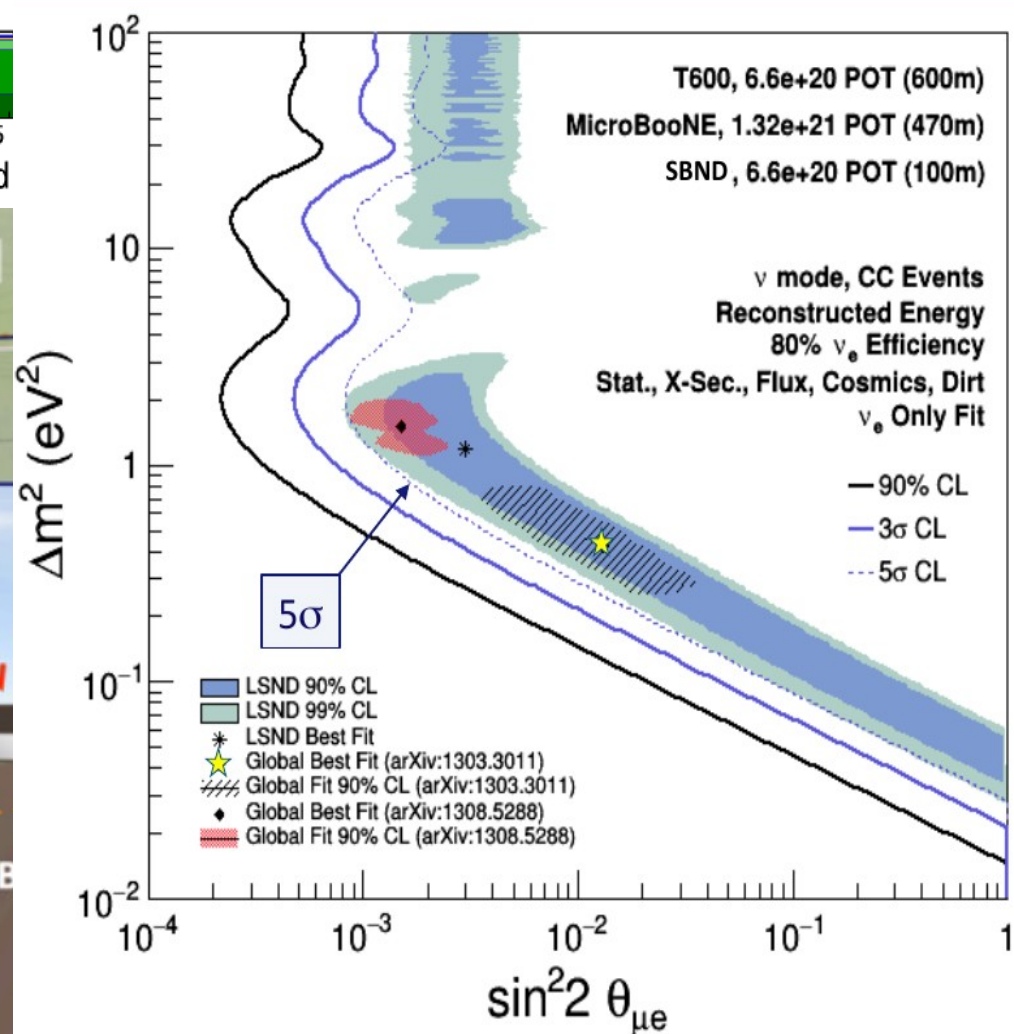 10²
10
1
10⁻¹
10⁻²
Δm² (eV²)
T600, 6.6e+20 POT (600m)
MicroBooNE, 1.32e+21 POT (470m)
SBND , 6.6e+20 POT (100m)
ν mode, CC Events
Reconstructed Energy
80% νₑ Efficiency
Stat., X-Sec., Flux, Cosmics, Dirt
νₑ Only Fit
90% CL
3σ CL
5σ CL
5σ
LSND 90% CL
LSND 99% CL
LSND Best Fit
Global Best Fit (arXiv:1303.3011)
Global Fit 90% CL (arXiv:1303.3011)
Global Best Fit (arXiv:1308.5288)
Global Fit 90% CL (arXiv:1308.5288)
10⁻⁴ 10⁻³ 10⁻² 10⁻¹ 1
sin²2 θμₑ